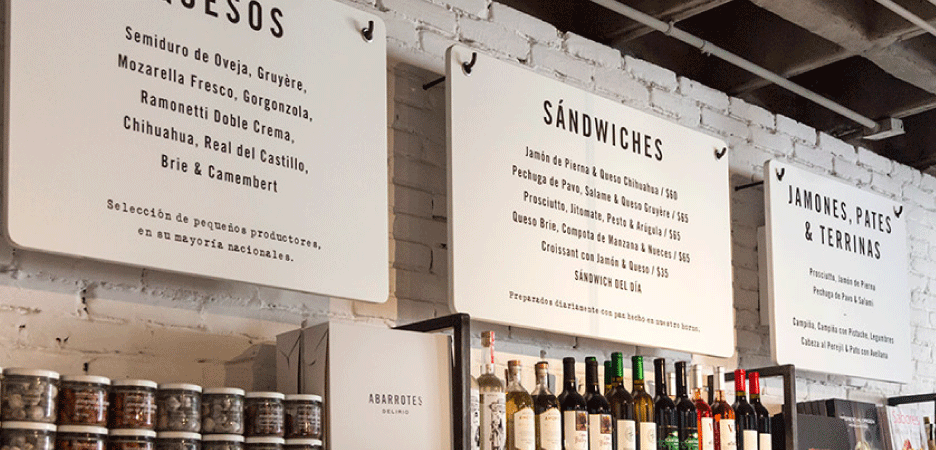 QUESOS
Semiduro de Oveja, Gruyère,
Mozarella Fresco, Gorgonzola,
Ramonetti Doble Crema,
Chihuahua, Real del Castillo,
Brie & Camembert
Selección de pequeños productores,
en su mayoría nacionales.
SÁNDWICHES
Jamón de Pierna & Queso Chihuahua / $60
Pechuga de Pavo, Salame & Queso Gruyère / $65
Prosciutto, Jitomate, Pesto & Arúgula / $65
Queso Brie, Compota de Manzana & Nueces / $65
Croissant con Jamón & Queso / $35
SÁNDWICH DEL DÍA
Preparados diariamente con pan hecho en nuestro horno.
JAMONES, PATES
& TERRINAS
Prosciutto, Jamón de Pierna
Pechuga de Pavo & Salami
Campiña, Campiña con Pistache, Legumbres
Cabeza al Perejil & Pato con Avellana
ABARROTES
DELIRIO